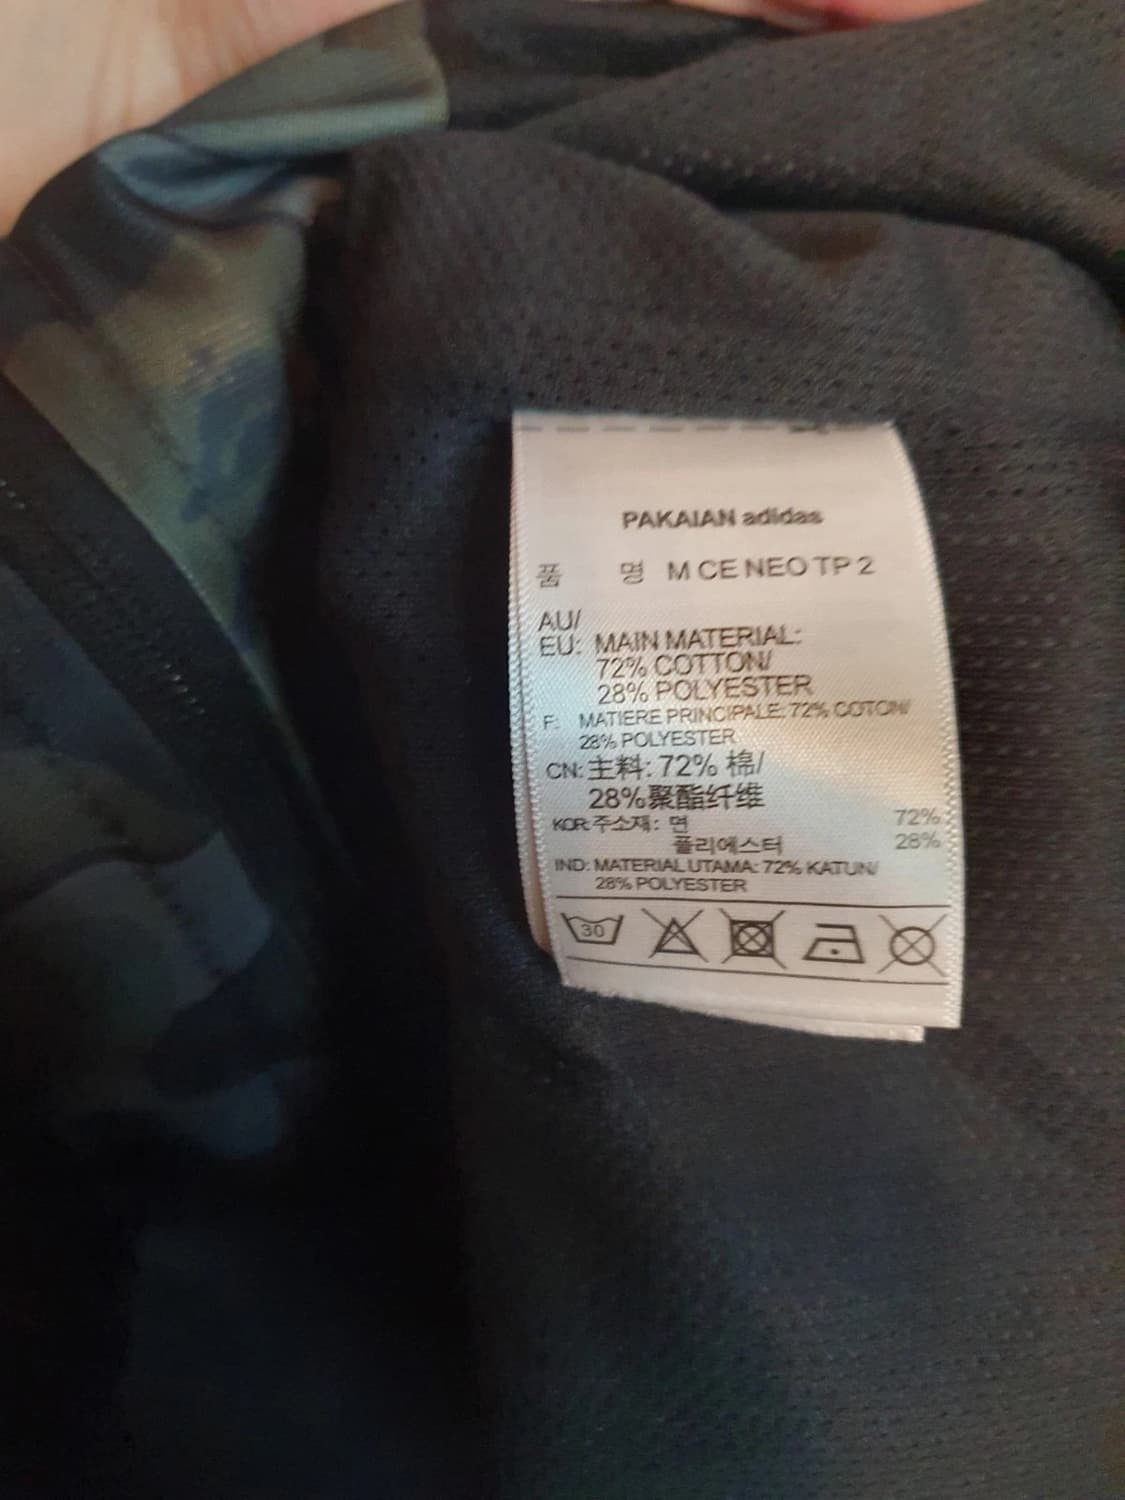 PAKAIAN adidas
품 명 M CE NEO TP 2
AU/
EU: MAIN MATERIAL:
72% COTTON/
28% POLYESTER
F: MATIERE PRINCIPALE: 72% COTON/
28% POLYESTER
CN: 主料: 72% 棉/
28%聚酯纤维
KOR: 주소재: 면 72%
폴리에스터 28%
IND: MATERIAL UTAMA: 72% KATUN/
28% POLYESTER
30